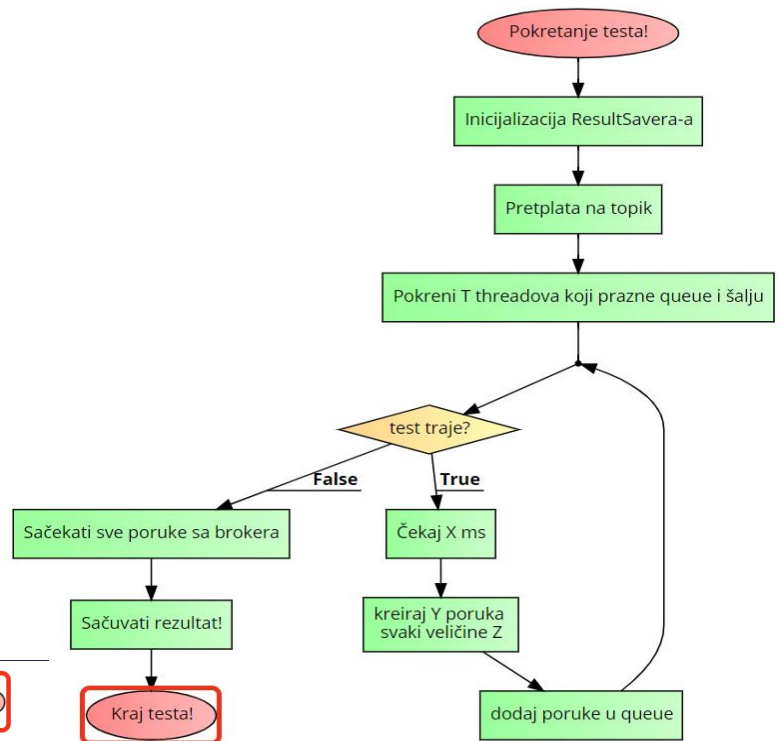 Pokretanje testa!
Inicijalizacija ResultSavera-a
Pretplata na topik
Pokreni T threadova koji prazne queue i šalju
test traje?
False
True
Sačekati sve poruke sa brokera
Čekaj X ms
Sačuvati rezultat!
kreiraj Y poruka
svaki veličine Z
Kraj testa!
dodaj poruke u queue